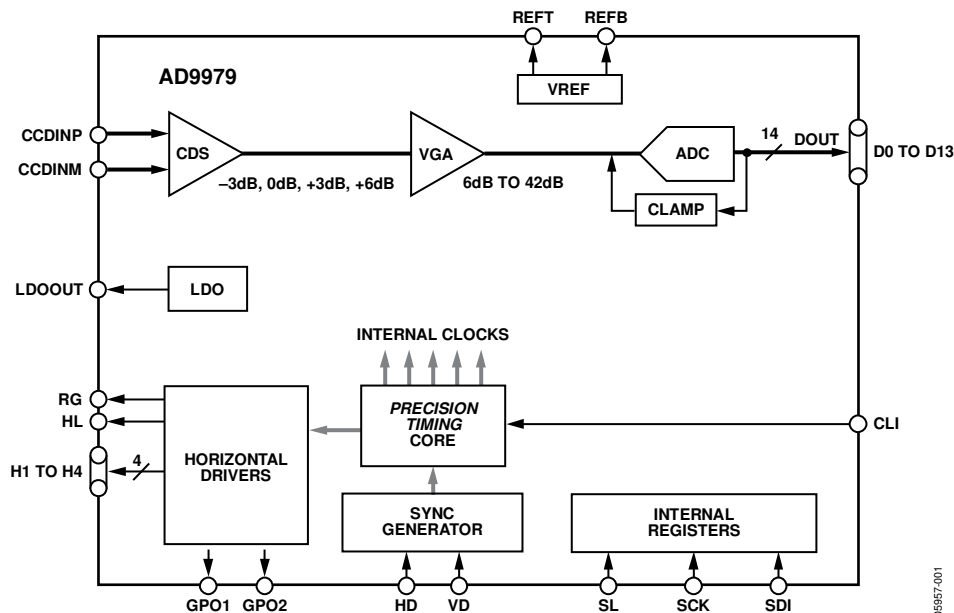 REFT REFB
AD9979
VREF
CCDINP
CCDINM
CDS
–3dB, 0dB, +3dB, +6dB
VGA
6dB TO 42dB
ADC
14
DOUT
D0 TO D13
CLAMP
LDOOUT
LDO
INTERNAL CLOCKS
RG
HL
H1 TO H4
4
HORIZONTAL
DRIVERS
PRECISION
TIMING
CORE
CLI
SYNC
GENERATOR
INTERNAL
REGISTERS
GPO1 GPO2 HD VD SL SCK SDI
05957-001